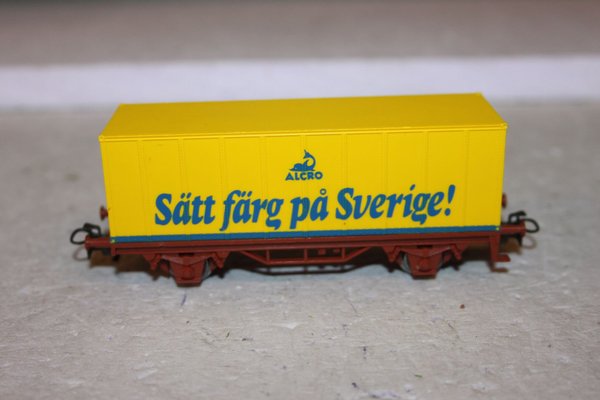 ALCRO
Sätt färg på Sverige!